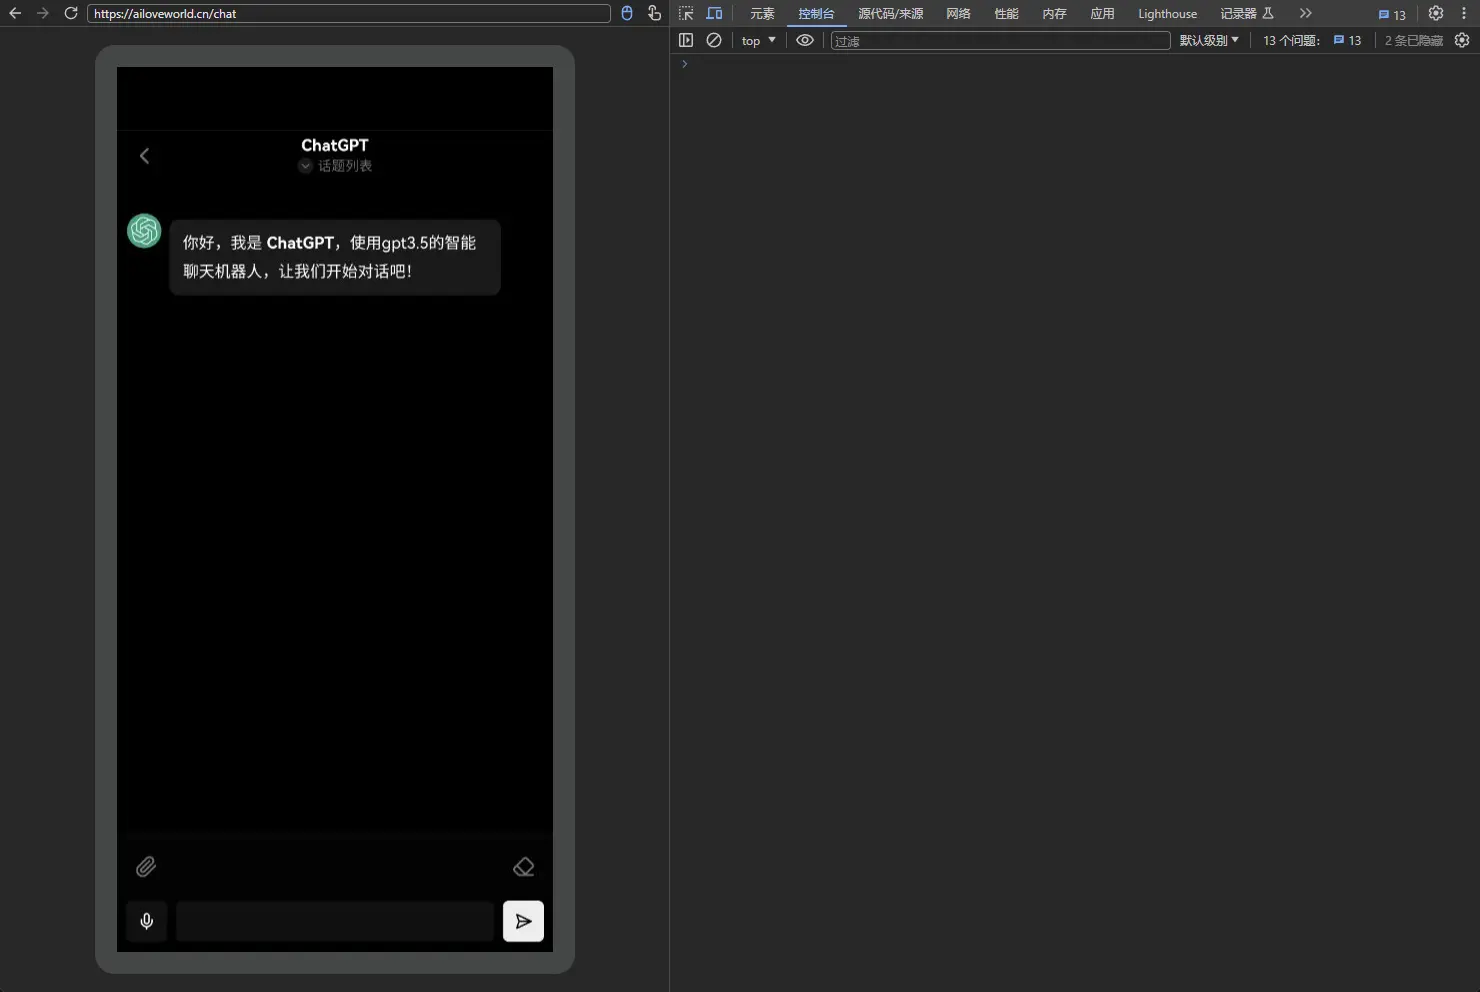 https://ailoveworld.cn/chat
元素 控制台 源代码/来源 网络 性能 内存 应用 Lighthouse 记录器 13
top 过滤 默认级别 13 个问题: 13 2 条已隐藏
ChatGPT
话题列表
你好，我是 ChatGPT，使用gpt3.5的智能
聊天机器人，让我们开始对话吧！